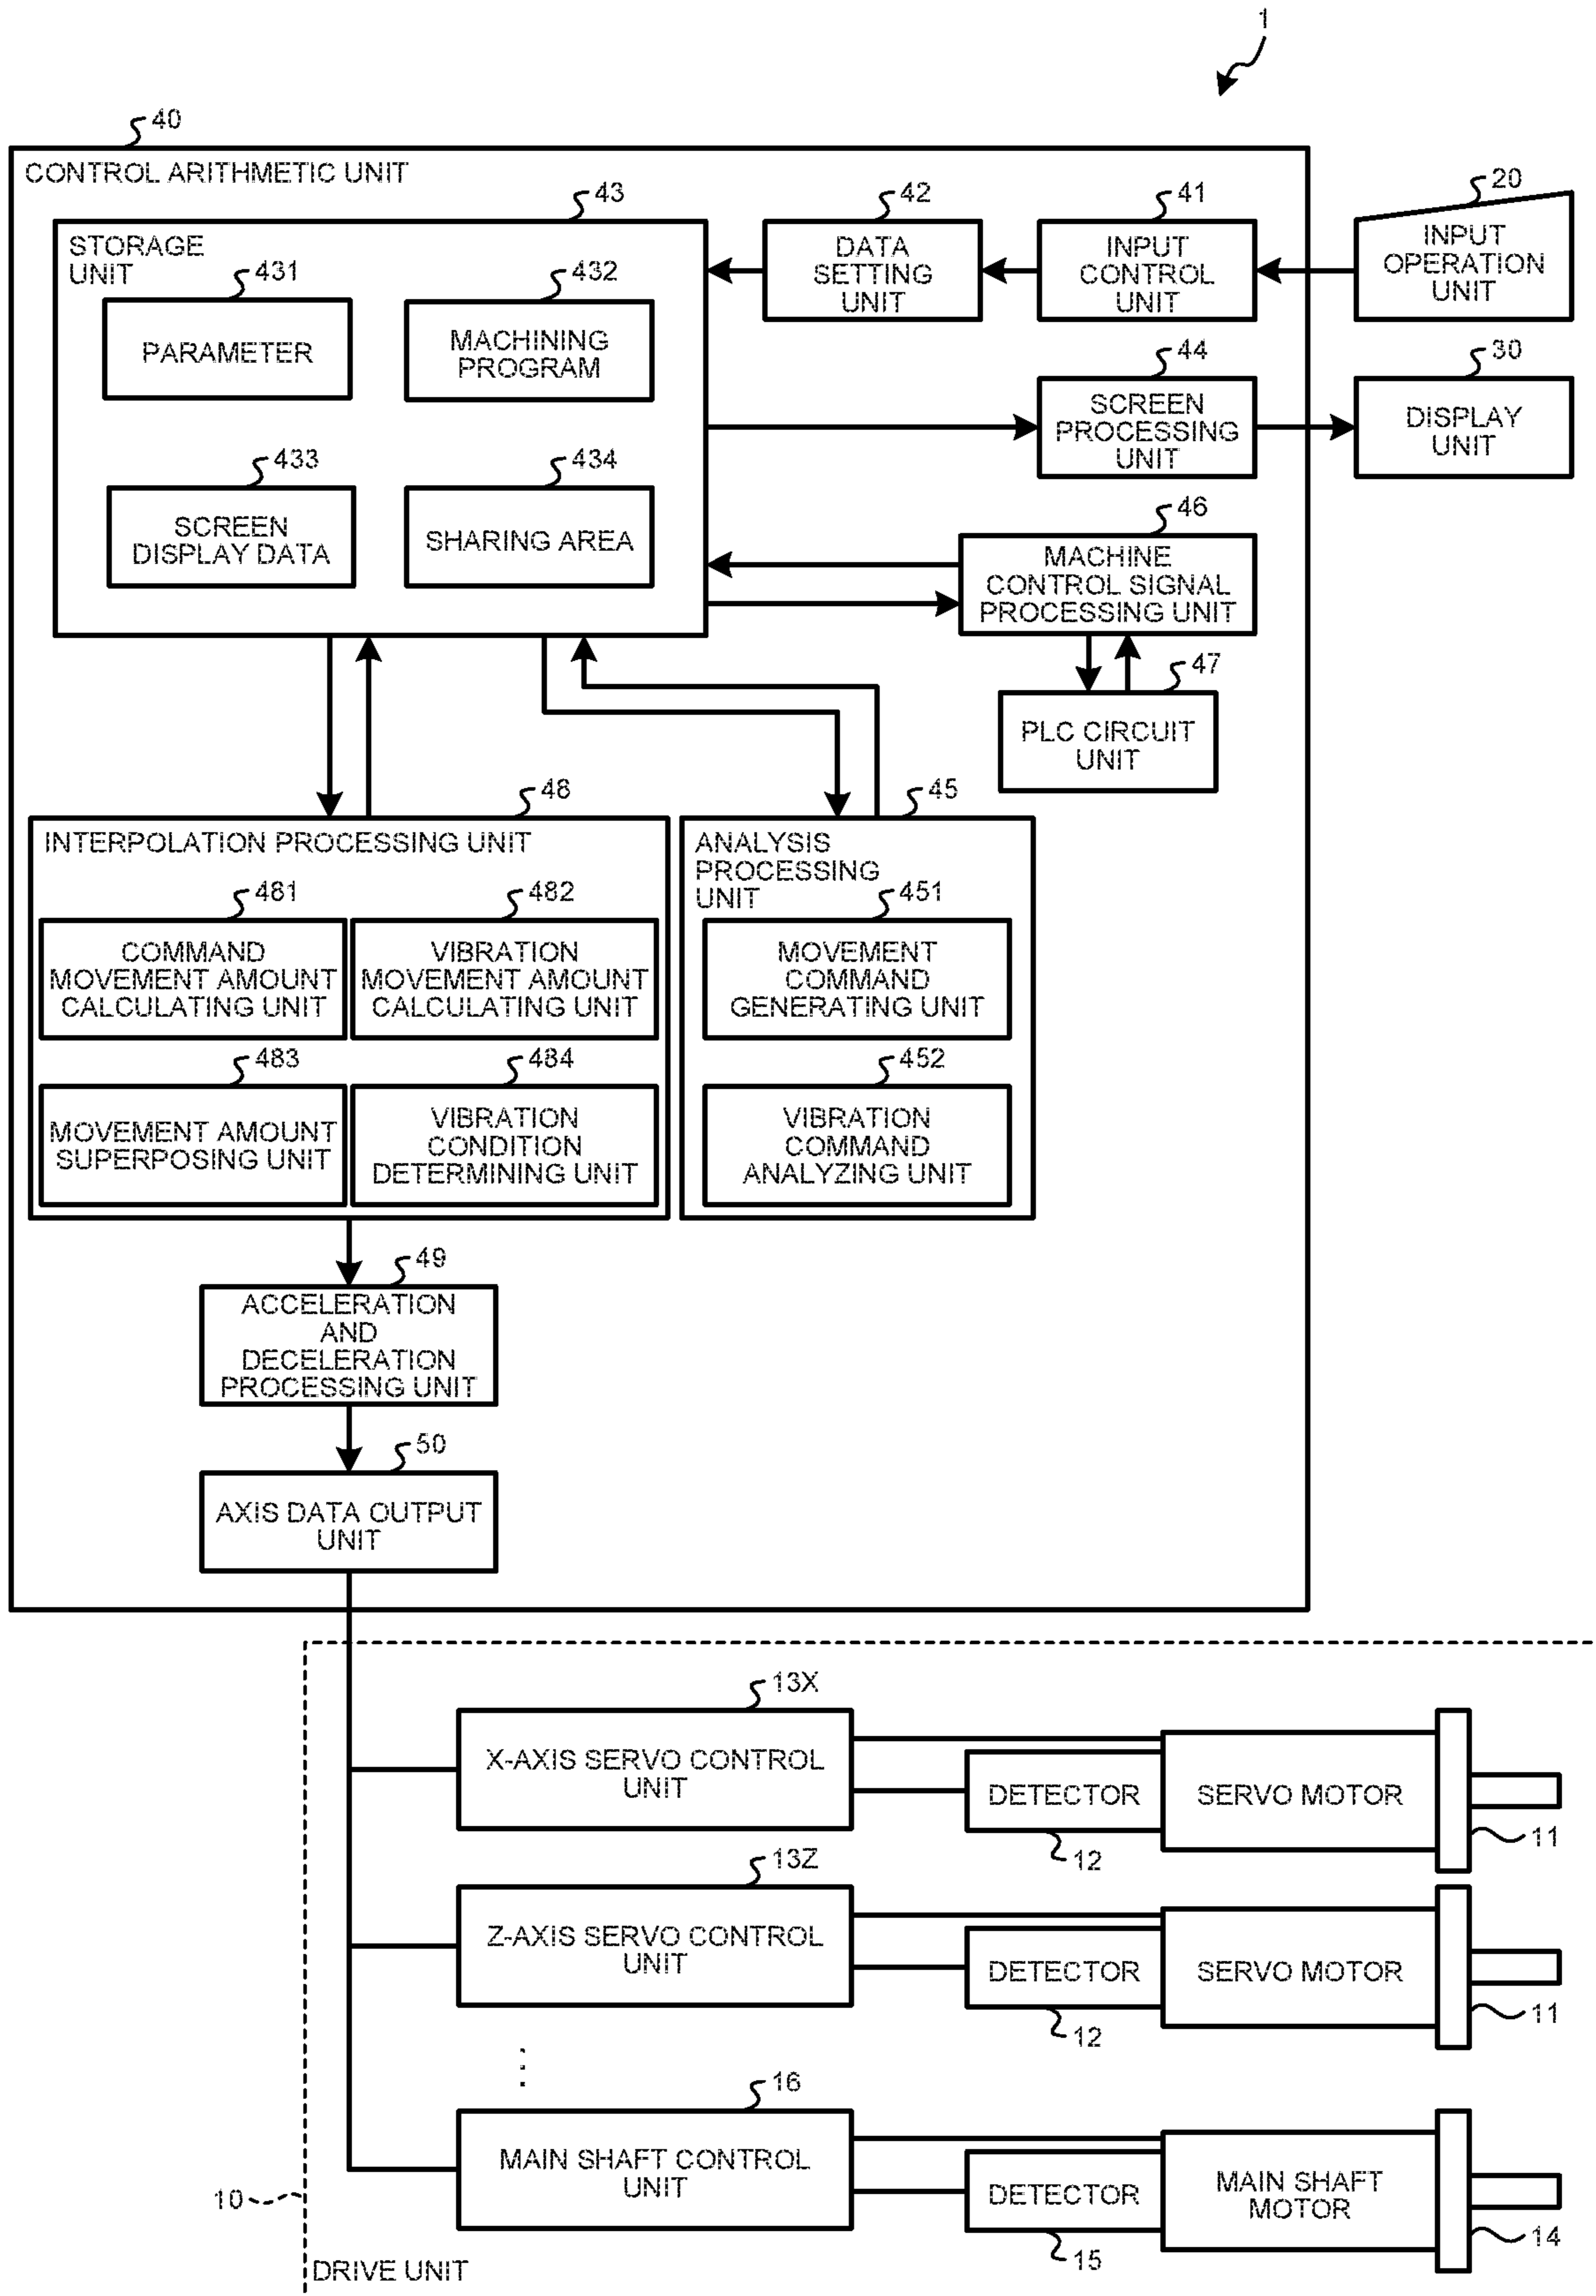 1
40
CONTROL ARITHMETIC UNIT
43
STORAGE
UNIT
431
PARAMETER
432
MACHINING
PROGRAM
433
SCREEN
DISPLAY DATA
434
SHARING AREA
42
DATA
SETTING
UNIT
41
INPUT
CONTROL
UNIT
20
INPUT
OPERATION
UNIT
44
SCREEN
PROCESSING
UNIT
30
DISPLAY
UNIT
46
MACHINE
CONTROL SIGNAL
PROCESSING UNIT
47
PLC CIRCUIT
UNIT
48
INTERPOLATION PROCESSING UNIT
481
COMMAND
MOVEMENT AMOUNT
CALCULATING UNIT
482
VIBRATION
MOVEMENT AMOUNT
CALCULATING UNIT
483
MOVEMENT AMOUNT
SUPERPOSING UNIT
484
VIBRATION
CONDITION
DETERMINING UNIT
45
ANALYSIS
PROCESSING
UNIT
451
MOVEMENT
COMMAND
GENERATING UNIT
452
VIBRATION
COMMAND
ANALYZING UNIT
49
ACCELERATION
AND
DECELERATION
PROCESSING UNIT
50
AXIS DATA OUTPUT
UNIT
13X
X-AXIS SERVO CONTROL
UNIT
DETECTOR
12
SERVO MOTOR
11
13Z
Z-AXIS SERVO CONTROL
UNIT
DETECTOR
12
SERVO MOTOR
11
16
MAIN SHAFT CONTROL
UNIT
DETECTOR
15
MAIN SHAFT
MOTOR
14
10
DRIVE UNIT